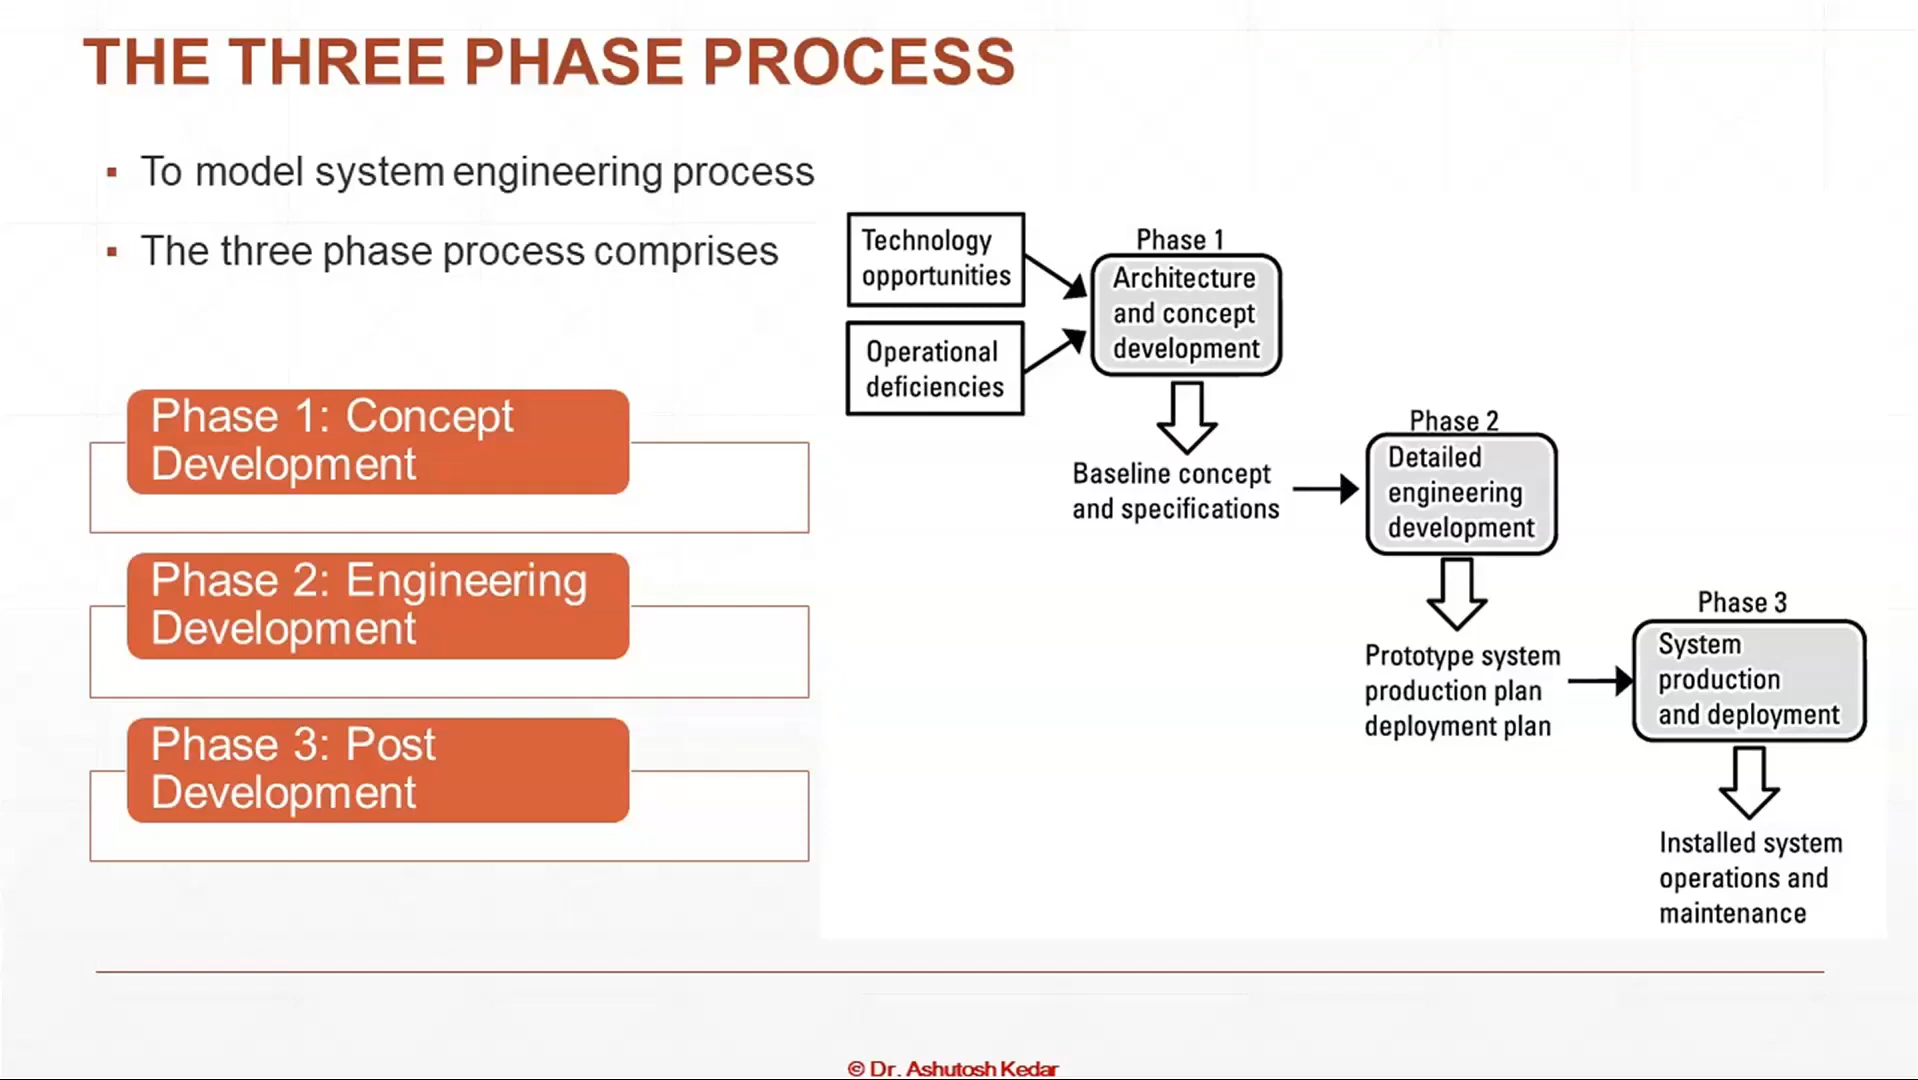 THE THREE PHASE PROCESS
▪ To model system engineering process
▪ The three phase process comprises
Phase 1: Concept
Development
Phase 2: Engineering
Development
Phase 3: Post
Development
Technology
opportunities
Operational
deficiencies
Phase 1
Architecture
and concept
development
Baseline concept
and specifications
Phase 2
Detailed
engineering
development
Prototype system
production plan
deployment plan
Phase 3
System
production
and deployment
Installed system
operations and
maintenance
© Dr. Ashutosh Kedar